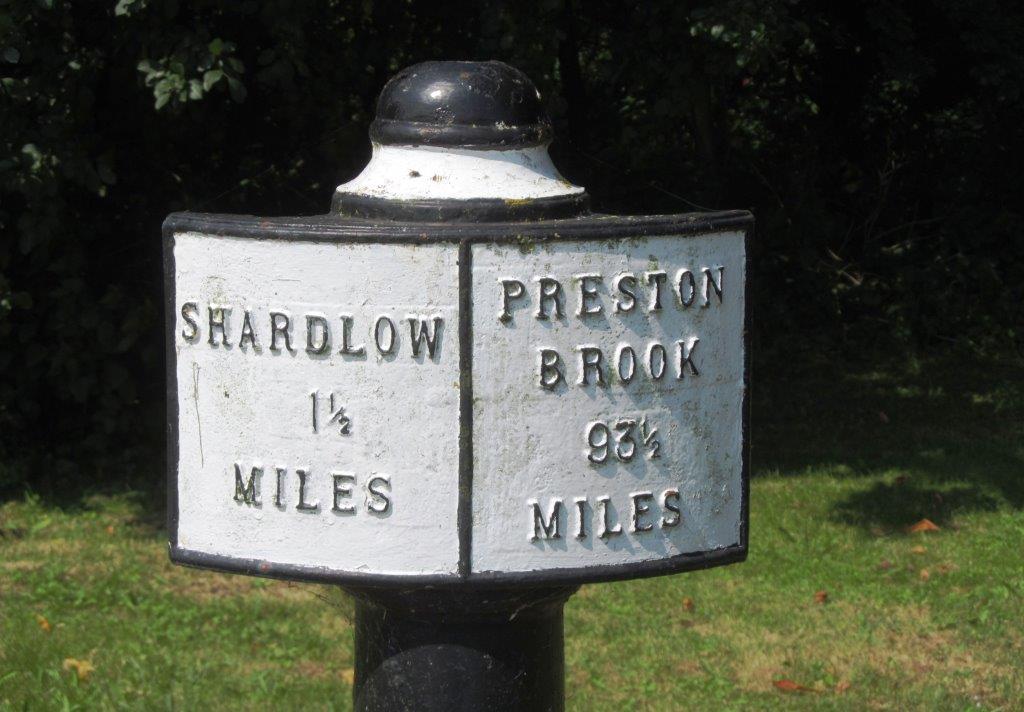 SHARDLOW
1½
MILES
PRESTON
BROOK
93½
MILES